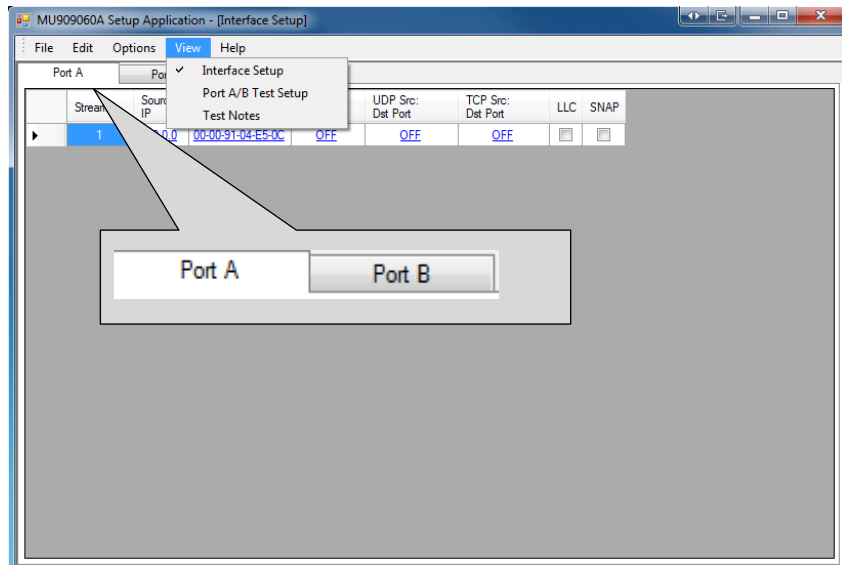 MU909060A Setup Application - [Interface Setup]
File Edit Options View Help
Port A
Interface Setup
Port A/B Test Setup
Test Notes
UDP Src:
Dst Port
TCP Src:
Dst Port
LLC SNAP
IP
1 00-00-91-04-E5-0C OFF OFF OFF
Port A Port B